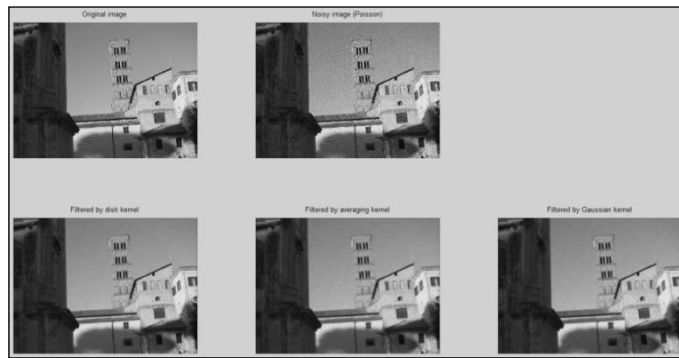 Original image
Noisy image (Poisson)
Filtered by disk kernel
Filtered by averaging kernel
Filtered by Gaussian kernel